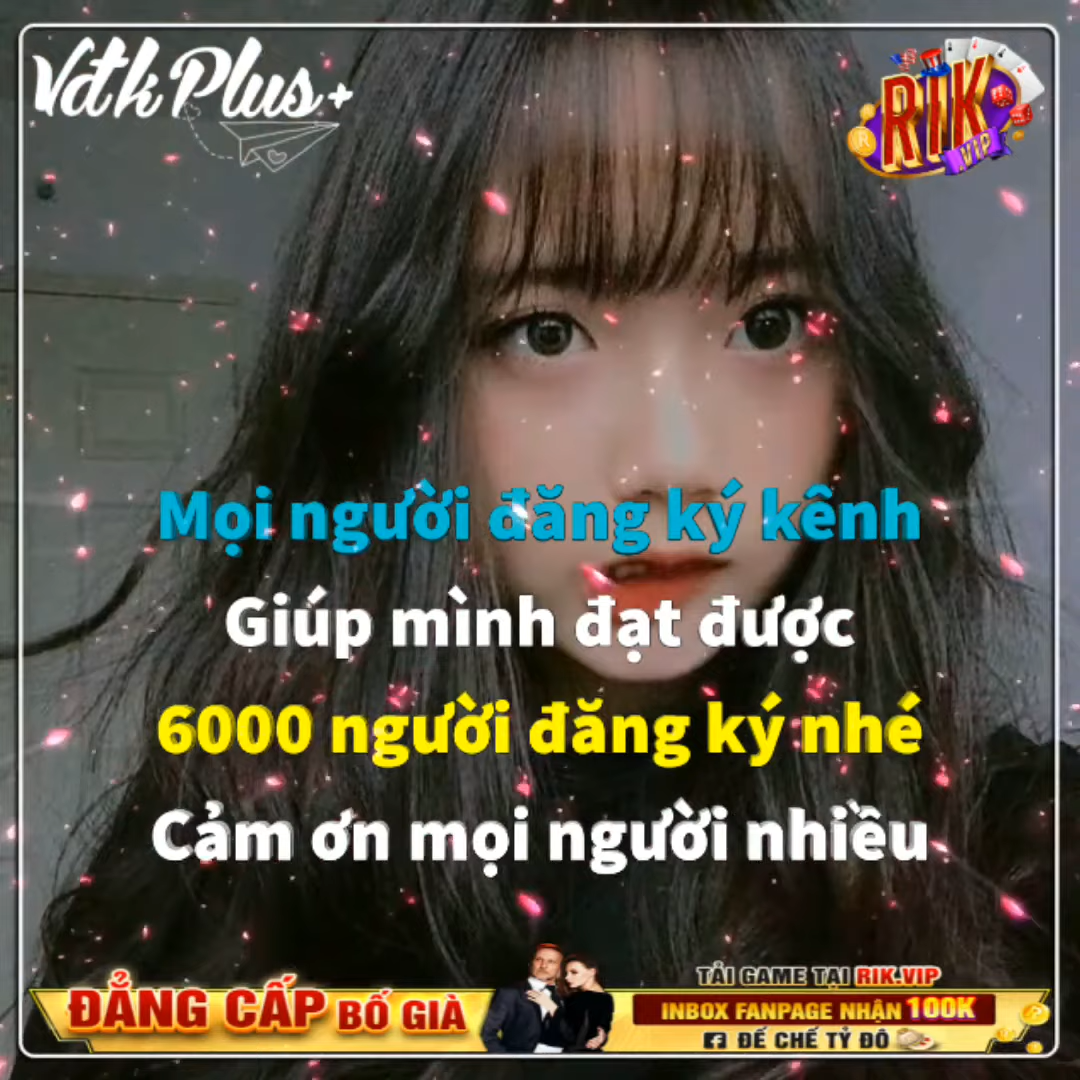 Vđtk Plus+
RIK
VIP
R
Mọi người đăng ký kênh
Giúp mình đạt được
6000 người đăng ký nhé
Cảm ơn mọi người nhiều
ĐẲNG CẤP BỐ GIÀ
TẢI GAME TẠI RIK.VIP
INBOX FANPAGE NHẬN 100K
ĐẾ CHẾ TỶ ĐÔ